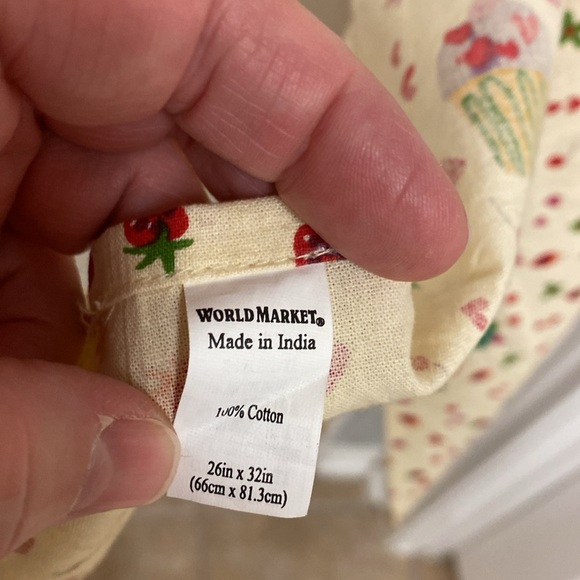 WORLD MARKET®
Made in India
100% Cotton
26in x 32in
(66cm x 81.3cm)